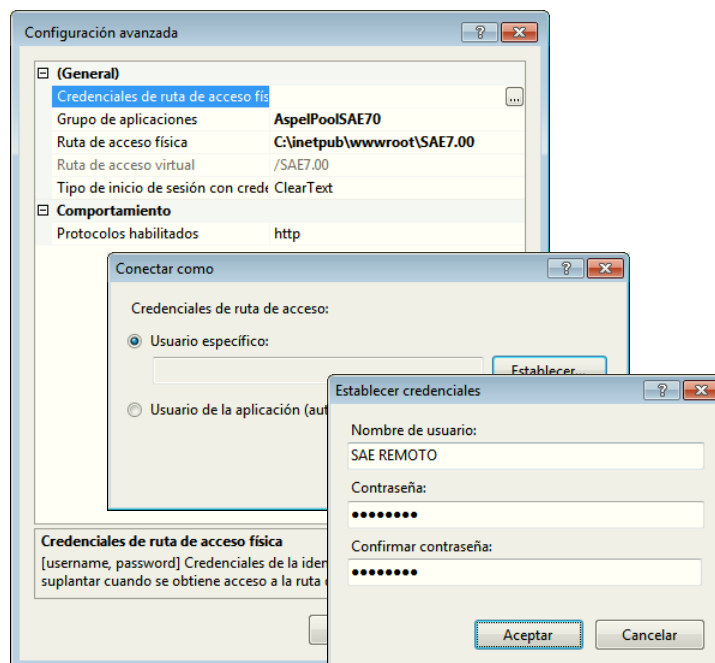 Configuración avanzada
(General)
Credenciales de ruta de acceso fís
Grupo de aplicaciones AspelPoolSAE70
Ruta de acceso física C:\inetpub\wwwroot\SAE7.00
Ruta de acceso virtual /SAE7.00
Tipo de inicio de sesión con crede ClearText
Comportamiento
Protocolos habilitados http
Conectar como
Credenciales de ruta de acceso:
Usuario específico:
Establecer...
Usuario de la aplicación (aut
Establecer credenciales
Nombre de usuario:
SAE REMOTO
Contraseña:
●●●●●●●●
Confirmar contraseña:
●●●●●●●●
Aceptar Cancelar
Credenciales de ruta de acceso física
[username, password] Credenciales de la iden
suplantar cuando se obtiene acceso a la ruta